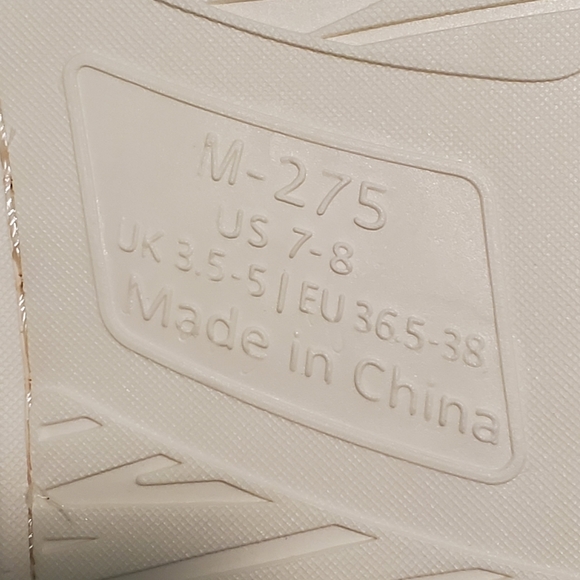 M-275
US 7-8
UK 3.5-5 | EU 36.5-38
Made in China